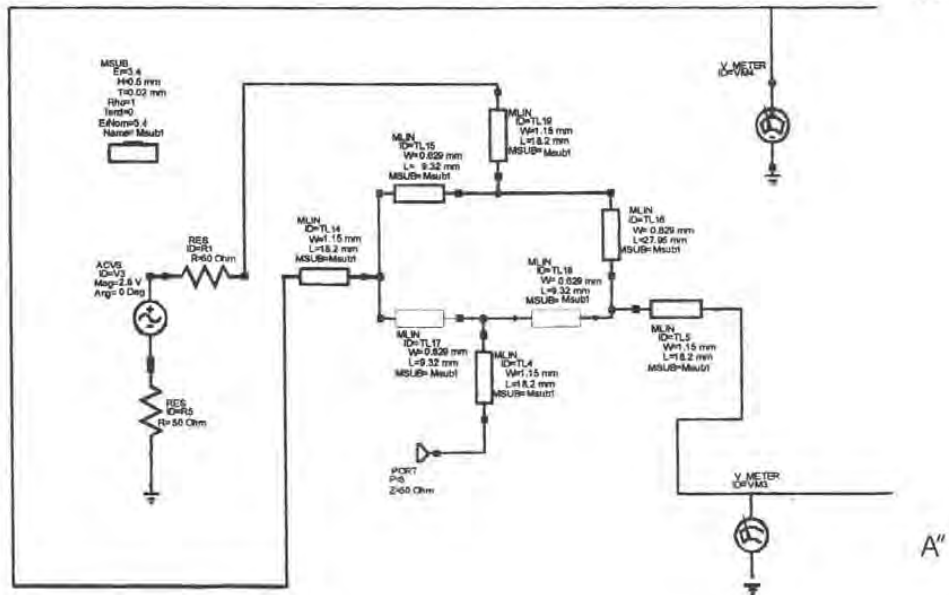 MSUB
Er=3.4
H=0.5 mm
T=0.02 mm
Rho=1
Tand=0
ErNom=3.4
Name=Msub1
V_METER
ID=VM4
MLIN
ID=TL19
W=1.15 mm
L=18.2 mm
MSUB=Msub1
MLIN
ID=TL15
W=0.629 mm
L= 9.32 mm
MSUB=Msub1
MLIN
ID=TL16
W= 0.629 mm
L=27.95 mm
MSUB=Msub1
MLIN
ID=TL14
W=1.15 mm
L=18.2 mm
MSUB=Msub1
RES
ID=R1
R=50 Ohm
ACVS
ID=V3
Mag=2.8 V
Ang= 0 Deg
MLIN
ID=TL18
W= 0.629 mm
L=9.32 mm
MSUB=Msub1
MLIN
ID=TL17
W=0.629 mm
L=9.32 mm
MSUB=Msub1
MLIN
ID=TL4
W=1.15 mm
L=18.2 mm
MSUB=Msub1
MLIN
ID=TL5
W=1.15 mm
L=18.2 mm
MSUB=Msub1
RES
ID=R5
R= 50 Ohm
PORT
Z=50 Ohm
V_METER
ID=VM3
A"